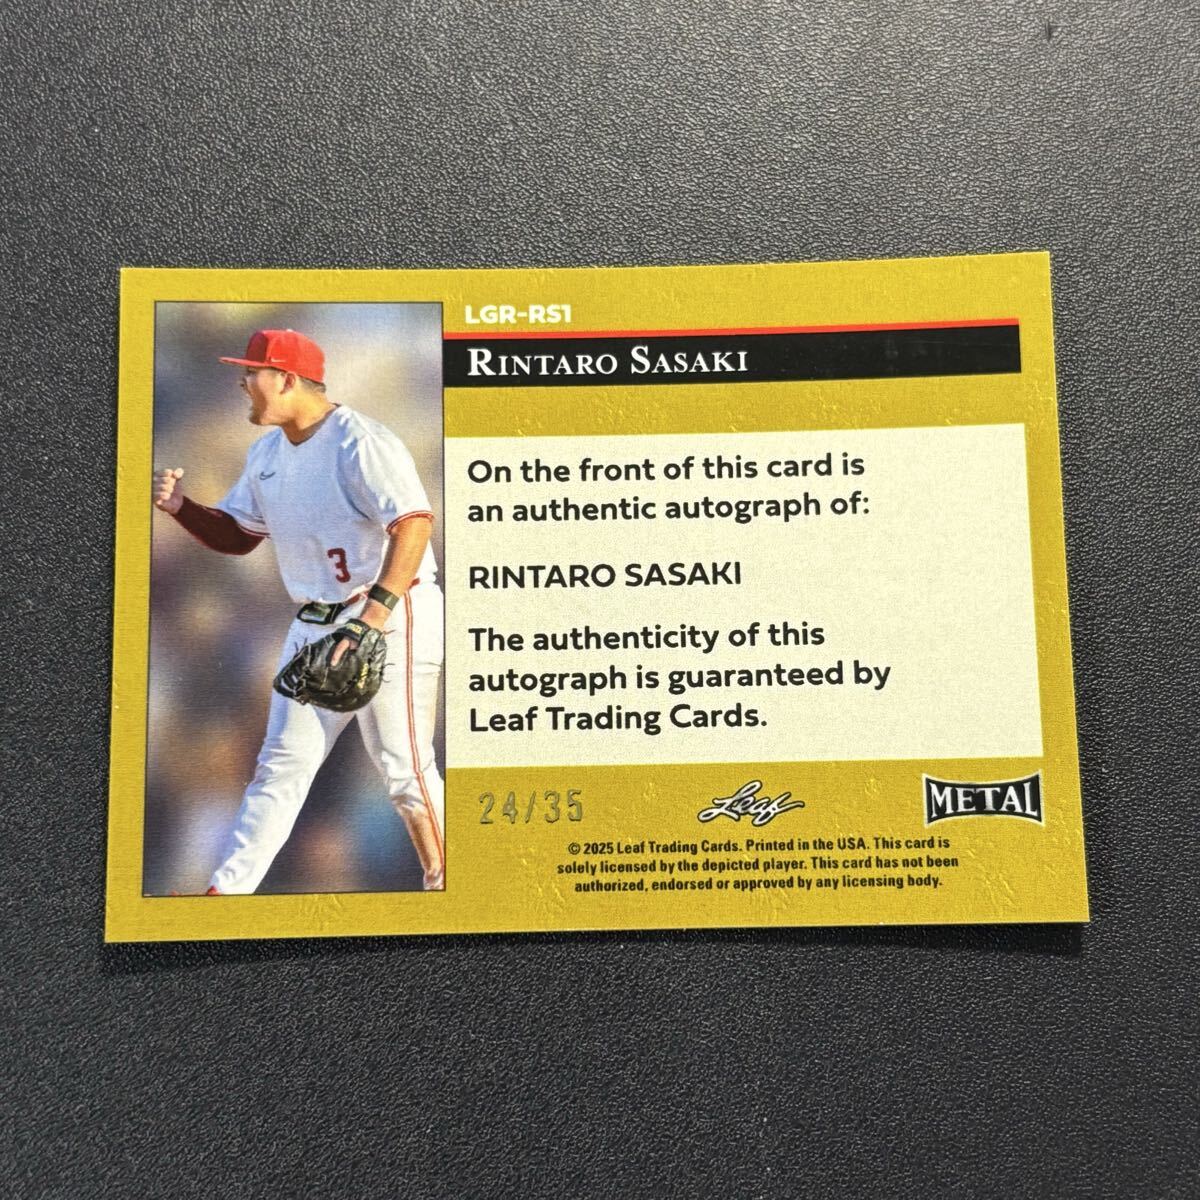 LGR-RS1
RINTARO SASAKI
3
On the front of this card is
an authentic autograph of:
RINTARO SASAKI
The authenticity of this
autograph is guaranteed by
Leaf Trading Cards.
24/35
Leaf
METAL
© 2025 Leaf Trading Cards. Printed in the USA. This card is
solely licensed by the depicted player. This card has not been
authorized, endorsed or approved by any licensing body.